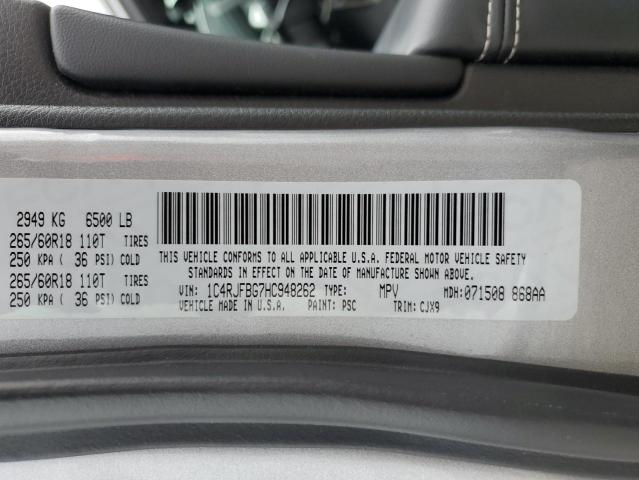 2949 KG 6500 LB
265/60R18 110T TIRES
250 KPA ( 36 PSI) COLD
265/60R18 110T TIRES
250 KPA ( 36 PSI) COLD
THIS VEHICLE CONFORMS TO ALL APPLICABLE U.S.A. FEDERAL MOTOR VEHICLE SAFETY
STANDARDS IN EFFECT ON THE DATE OF MANUFACTURE SHOWN ABOVE.
VIN: 1C4RJFBG7HC948262 TYPE: MPV MDH: 071508 868AA
VEHICLE MADE IN U.S.A. PAINT: PSC TRIM: CJX9